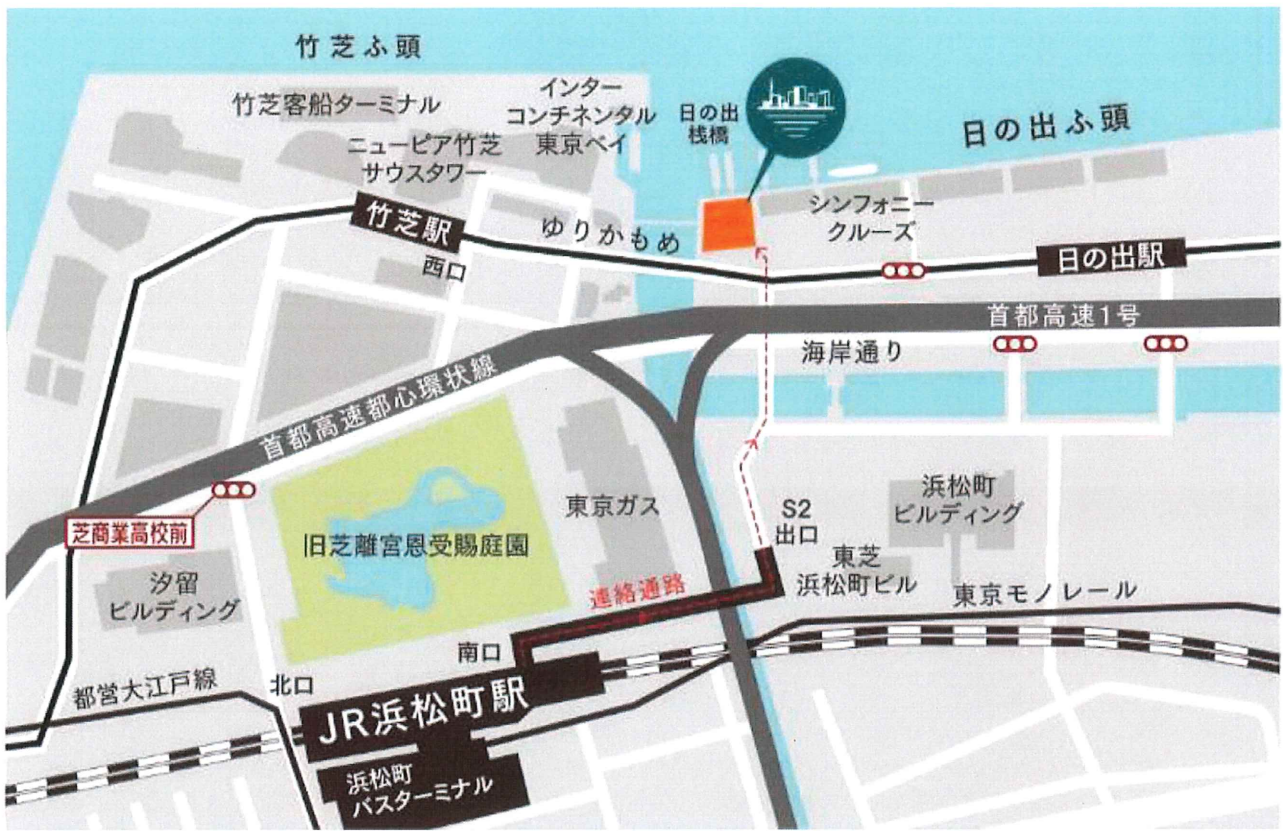 竹芝ふ頭
竹芝客船ターミナル
インター
コンチネンタル
東京ベイ
ニューピア竹芝
サウスタワー
日の出
桟橋
日の出ふ頭
シンフォニー
クルーズ
竹芝駅
西口
ゆりかもめ
日の出駅
首都高速1号
海岸通り
首都高速都心環状線
芝商業高校前
旧芝離宮恩受賜庭園
東京ガス
S2
出口
浜松町
ビルディング
東芝
浜松町ビル
汐留
ビルディング
連絡通路
東京モノレール
南口
都営大江戸線
北口
JR浜松町駅
浜松町
バスターミナル